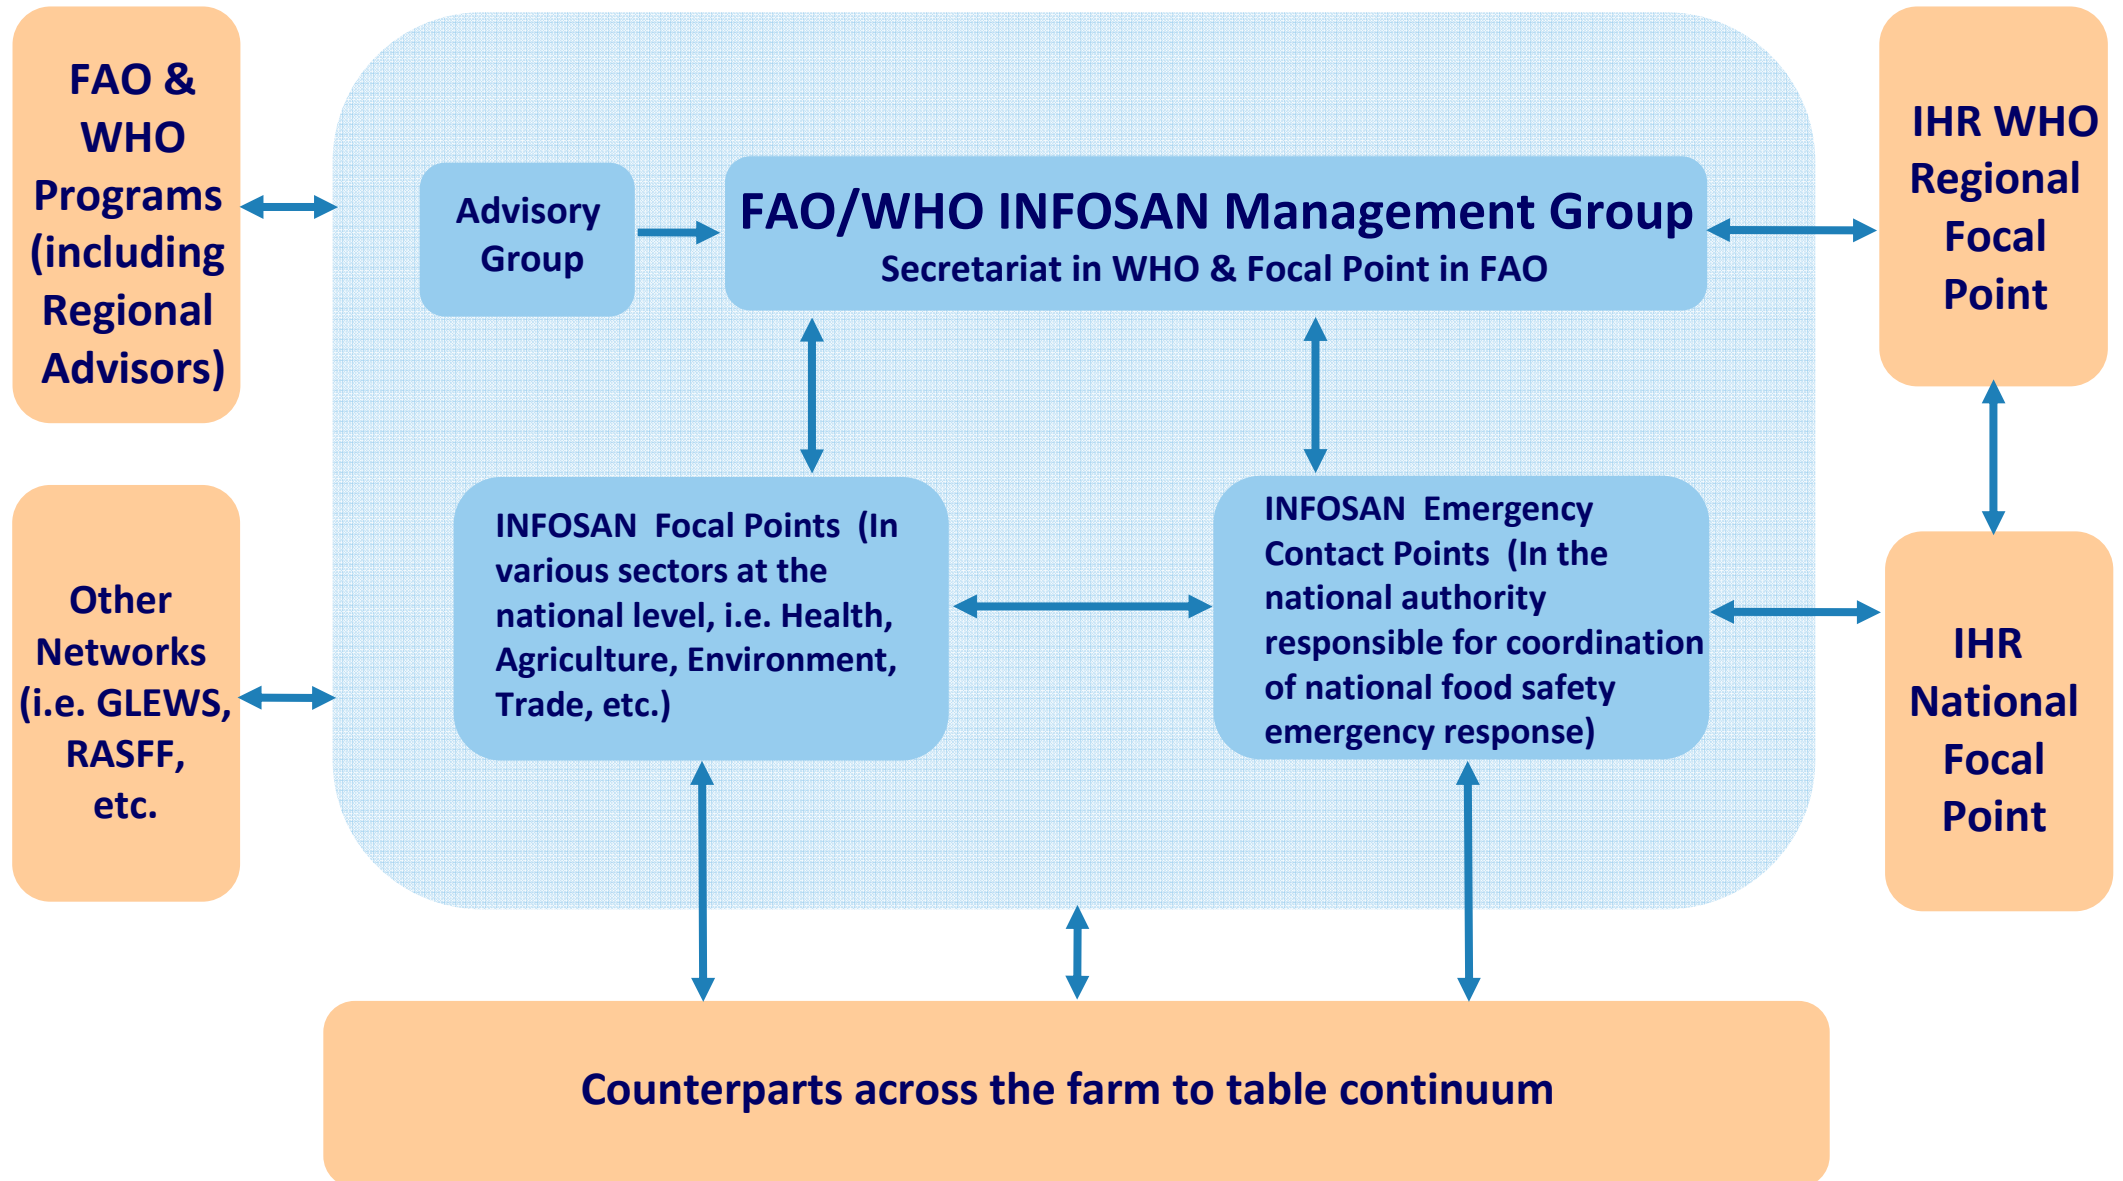 FAO &
WHO
Programs
(including
Regional
Advisors)
Advisory
Group
FAO/WHO INFOSAN Management Group
Secretariat in WHO & Focal Point in FAO
IHR WHO
Regional
Focal
Point
Other
Networks
(i.e. GLEWS,
RASFF,
etc.
INFOSAN Focal Points (In
various sectors at the
national level, i.e. Health,
Agriculture, Environment,
Trade, etc.)
INFOSAN Emergency
Contact Points (In the
national authority
responsible for coordination
of national food safety
emergency response)
IHR
National
Focal
Point
Counterparts across the farm to table continuum